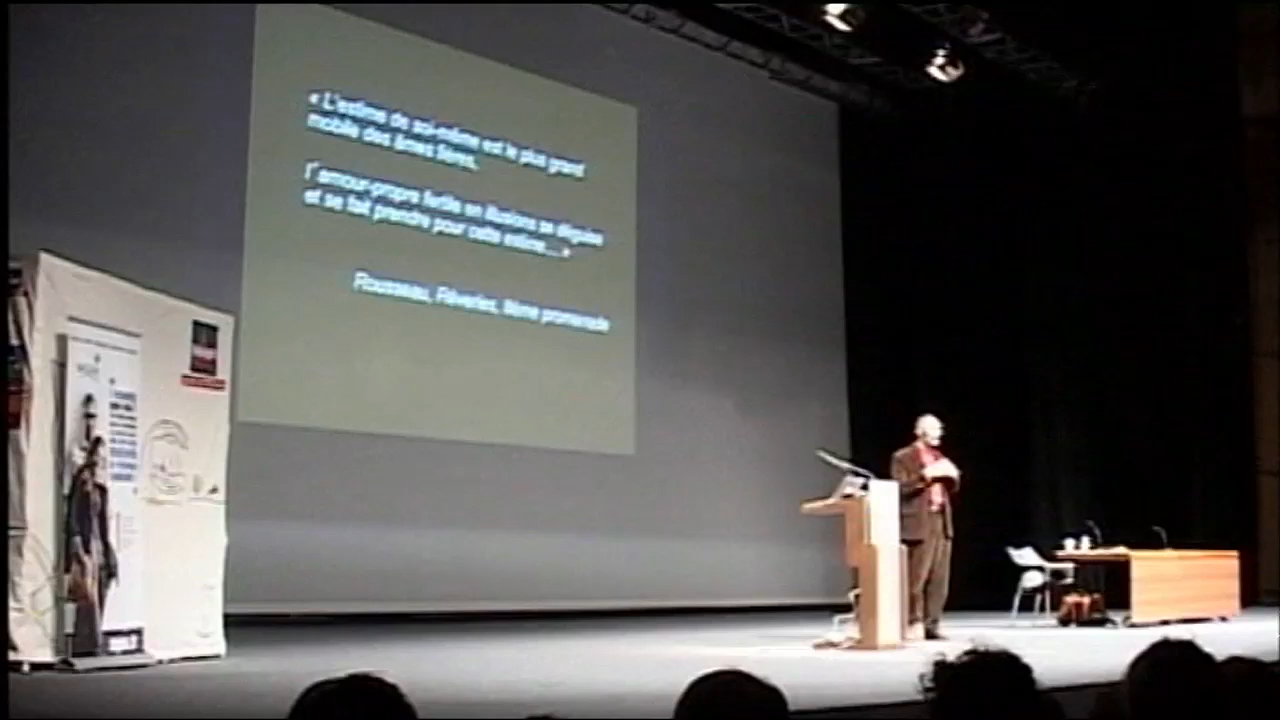 « L'estime de soi-même est le plus grand
mobile des âmes fières,
l'amour-propre fertile en illusions se déguise
et se fait prendre pour cette estime....»
Rousseau, Rêveries, 8ème promenade